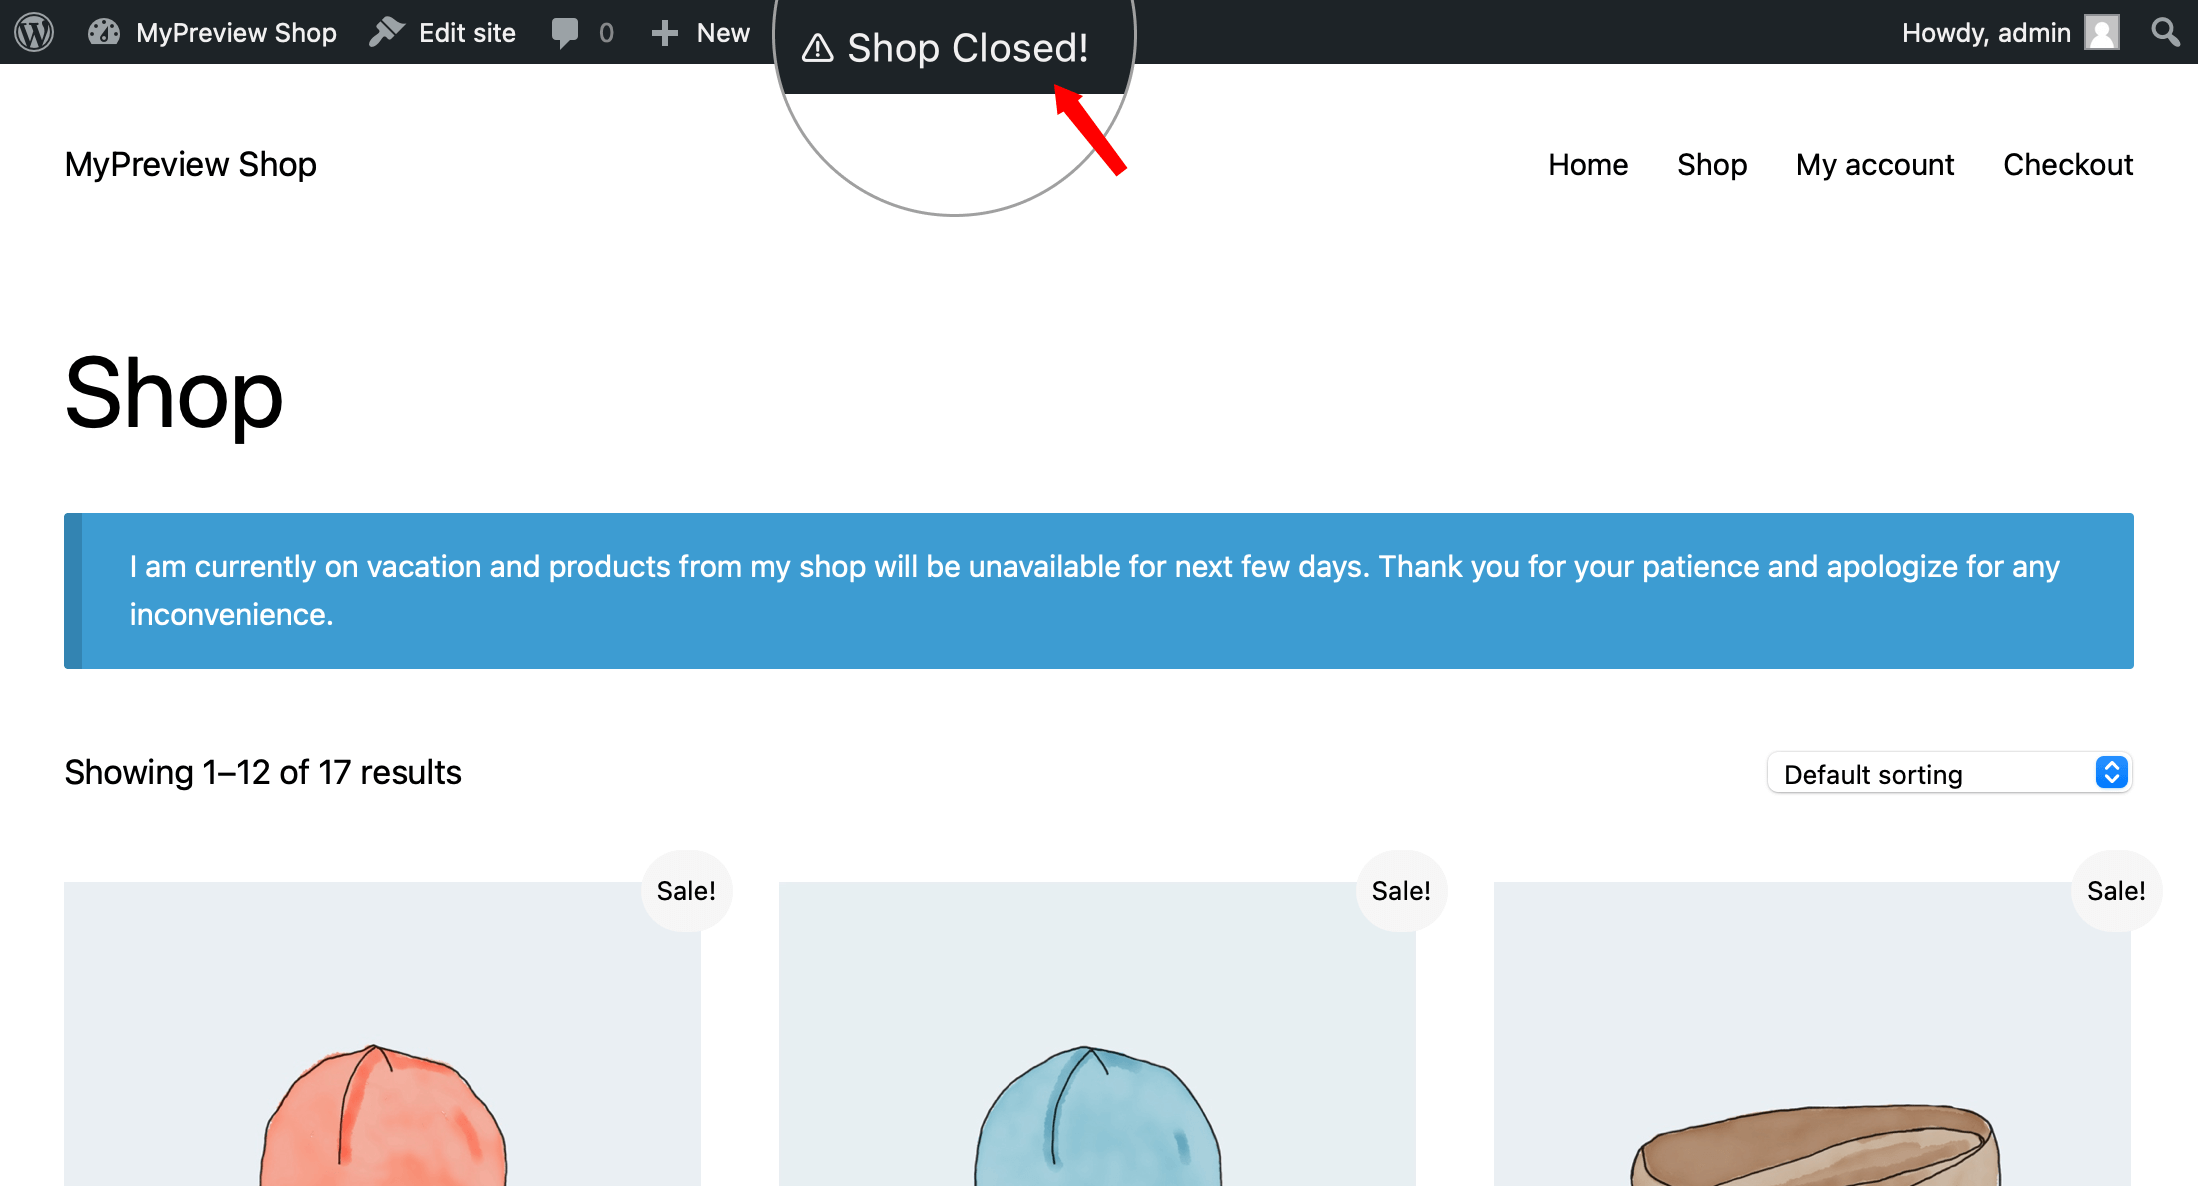 MyPreview Shop Edit site 0 New Shop Closed! Howdy, admin
MyPreview Shop Home Shop My account Checkout
Shop
I am currently on vacation and products from my shop will be unavailable for next few days. Thank you for your patience and apologize for any
inconvenience.
Showing 1–12 of 17 results Default sorting
Sale! Sale! Sale!